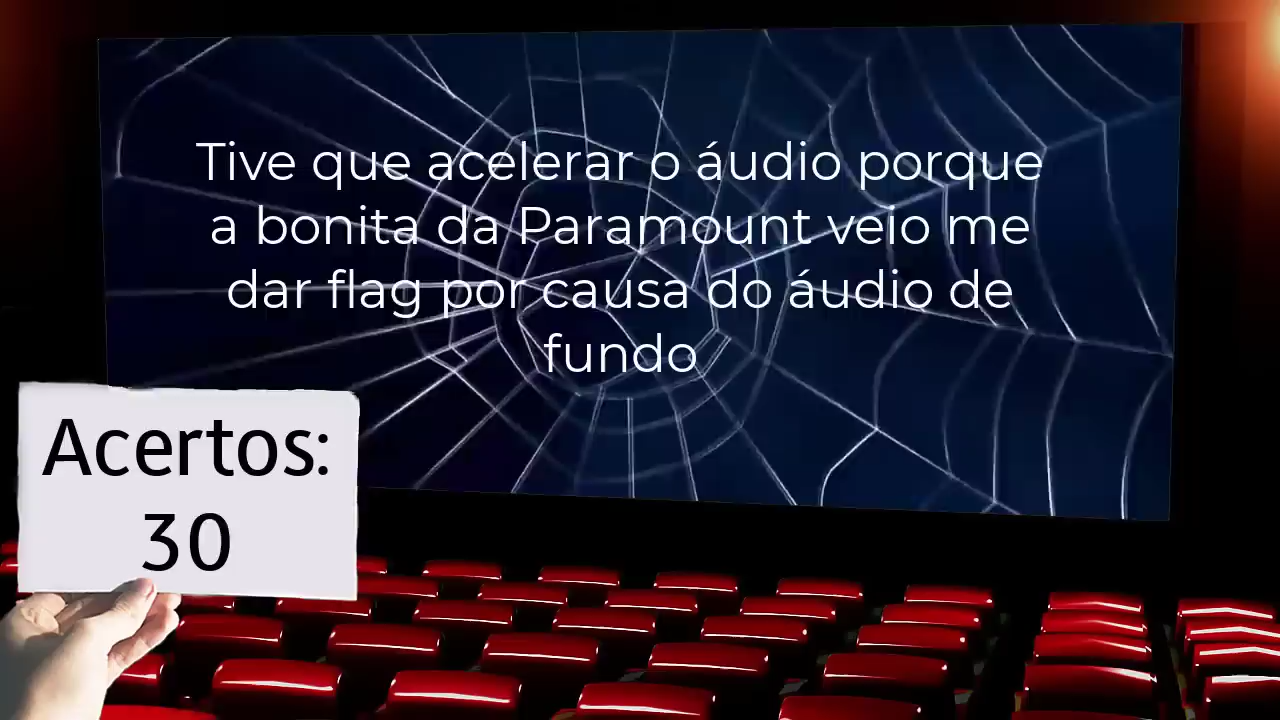 Tive que acelerar o áudio porque
a bonita da Paramount veio me
dar flag por causa do áudio de
fundo
Acertos:
30